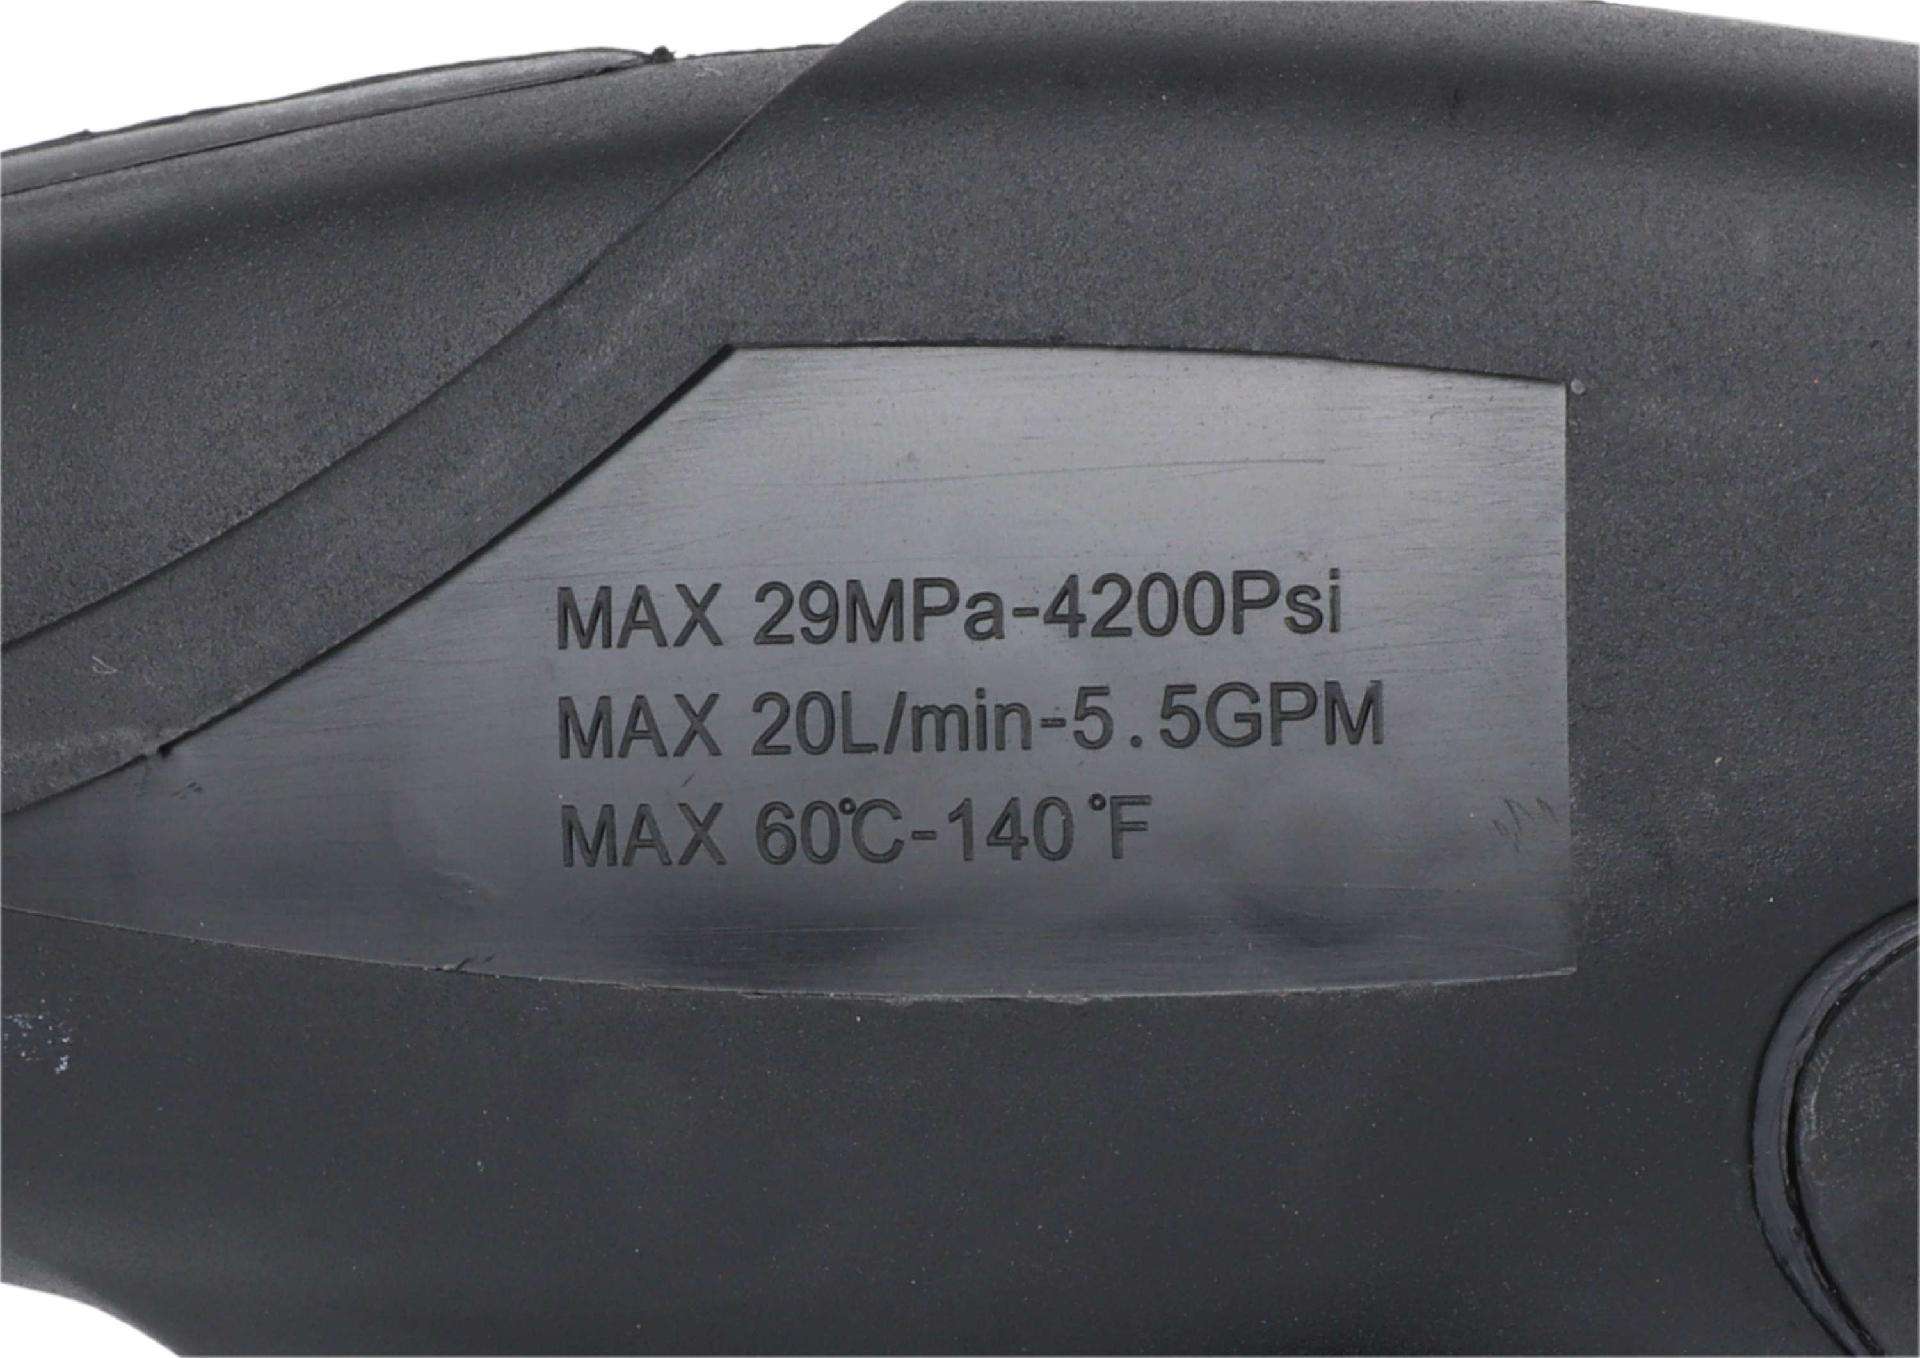 MAX 29MPa-4200Psi
MAX 20L/min-5.5GPM
MAX 60°C-140°F